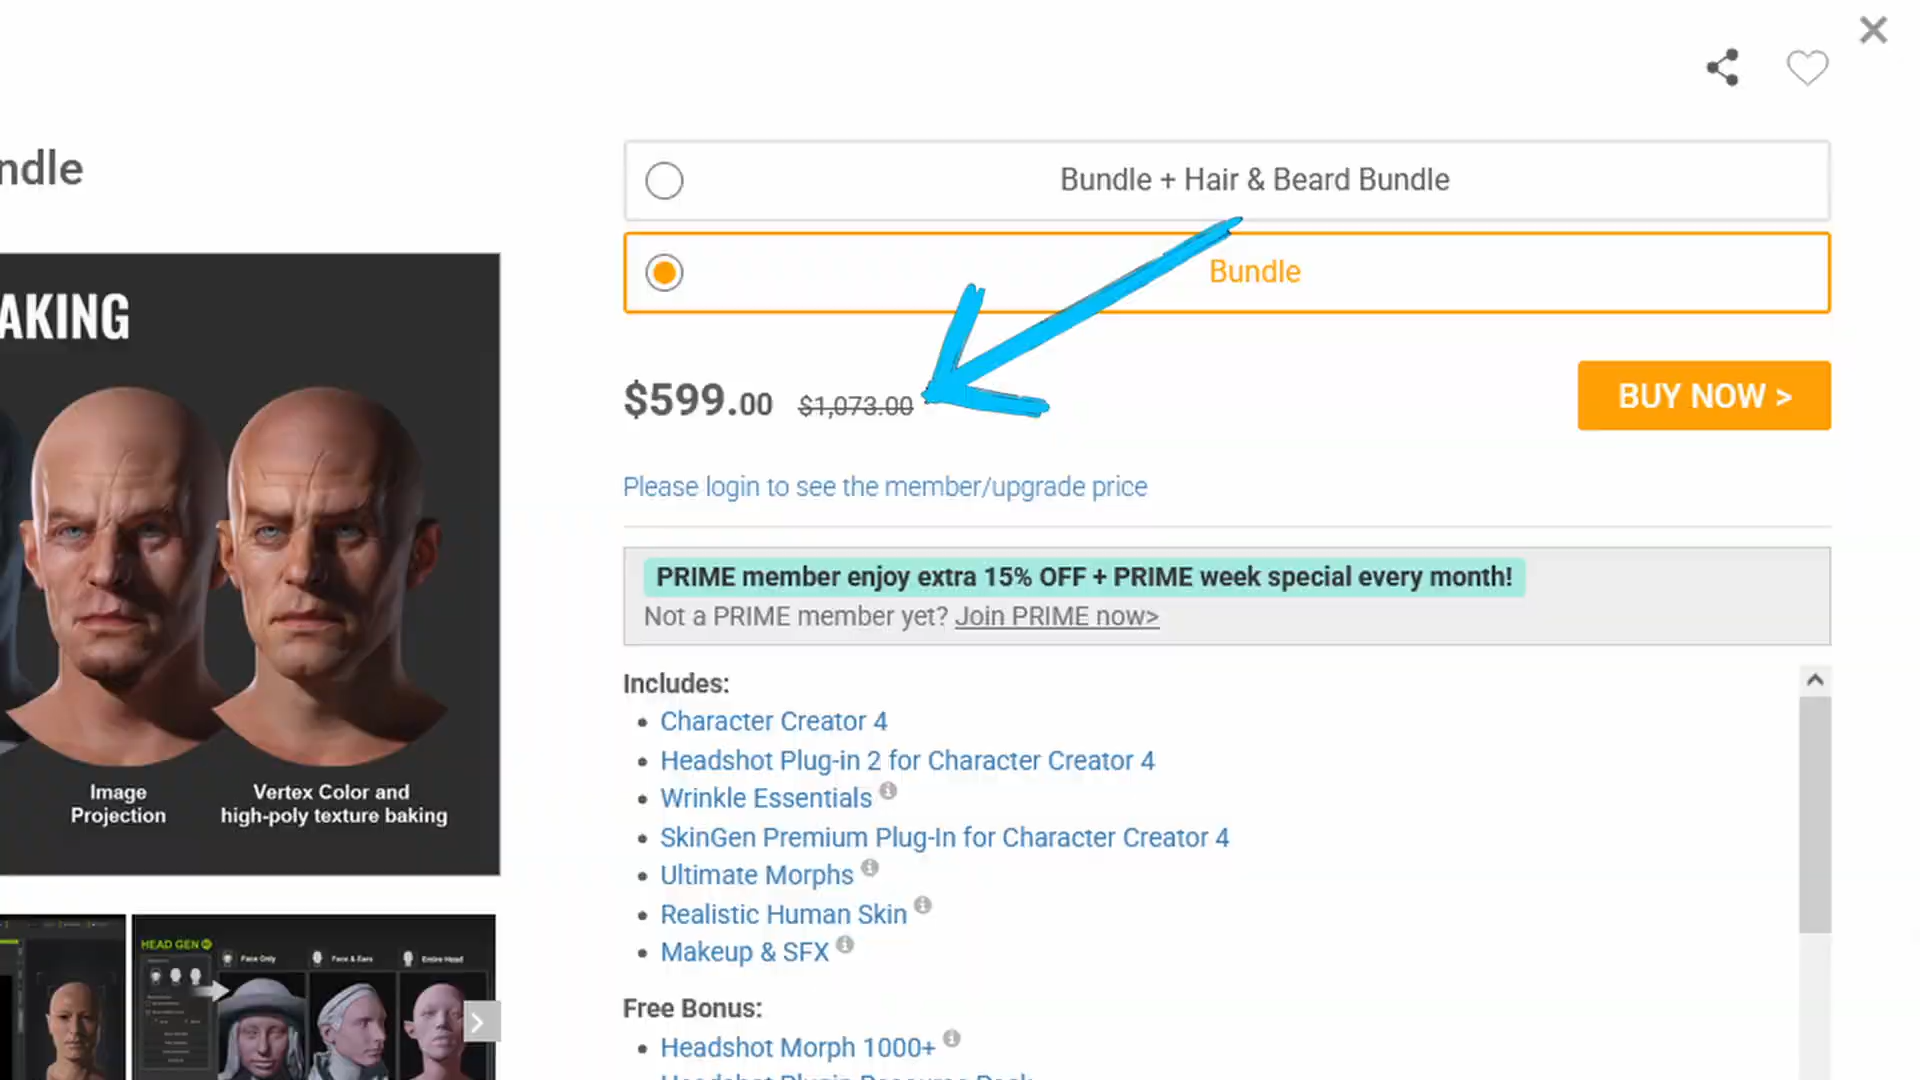 ndle
Bundle + Hair & Beard Bundle
Bundle
AKING
$599.00 $1,073.00
BUY NOW >
Please login to see the member/upgrade price
PRIME member enjoy extra 15% OFF + PRIME week special every month!
Not a PRIME member yet? Join PRIME now>
Includes:
Character Creator 4
Headshot Plug-in 2 for Character Creator 4
Wrinkle Essentials
SkinGen Premium Plug-In for Character Creator 4
Ultimate Morphs
Realistic Human Skin
Makeup & SFX
Free Bonus:
Headshot Morph 1000+
Image
Projection
Vertex Color and
high-poly texture baking
HEAD GEN
Face Only
Face & Ears
Entire Head